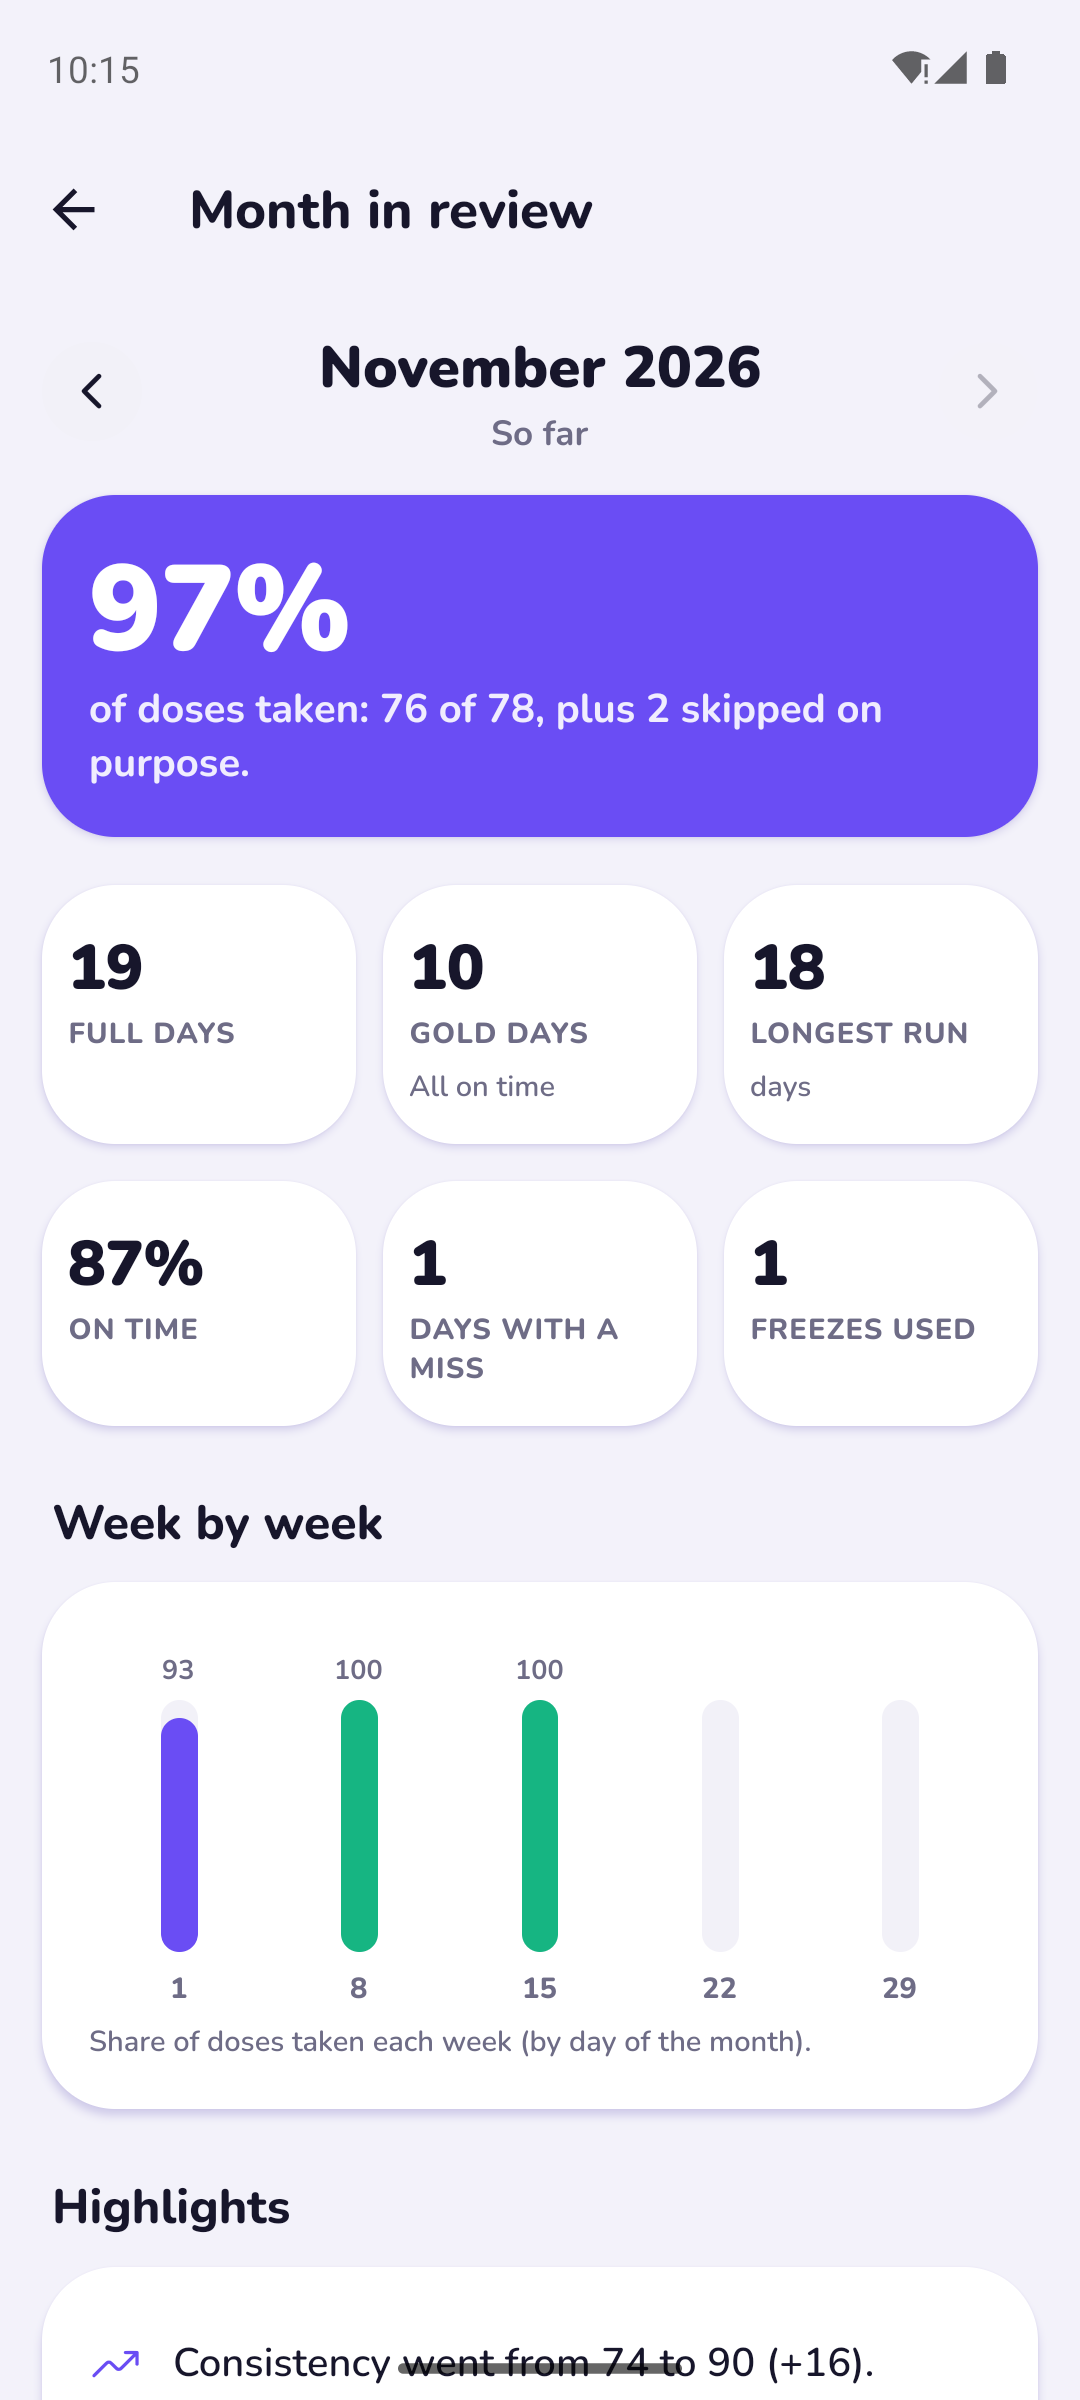 10:15
Month in review
November 2026
So far
97%
of doses taken: 76 of 78, plus 2 skipped on
purpose.
19
FULL DAYS
10
GOLD DAYS
All on time
18
LONGEST RUN
days
87%
ON TIME
1
DAYS WITH A
MISS
1
FREEZES USED
Week by week
93 100 100
1 8 15 22 29
Share of doses taken each week (by day of the month).
Highlights
Consistency went from 74 to 90 (+16).